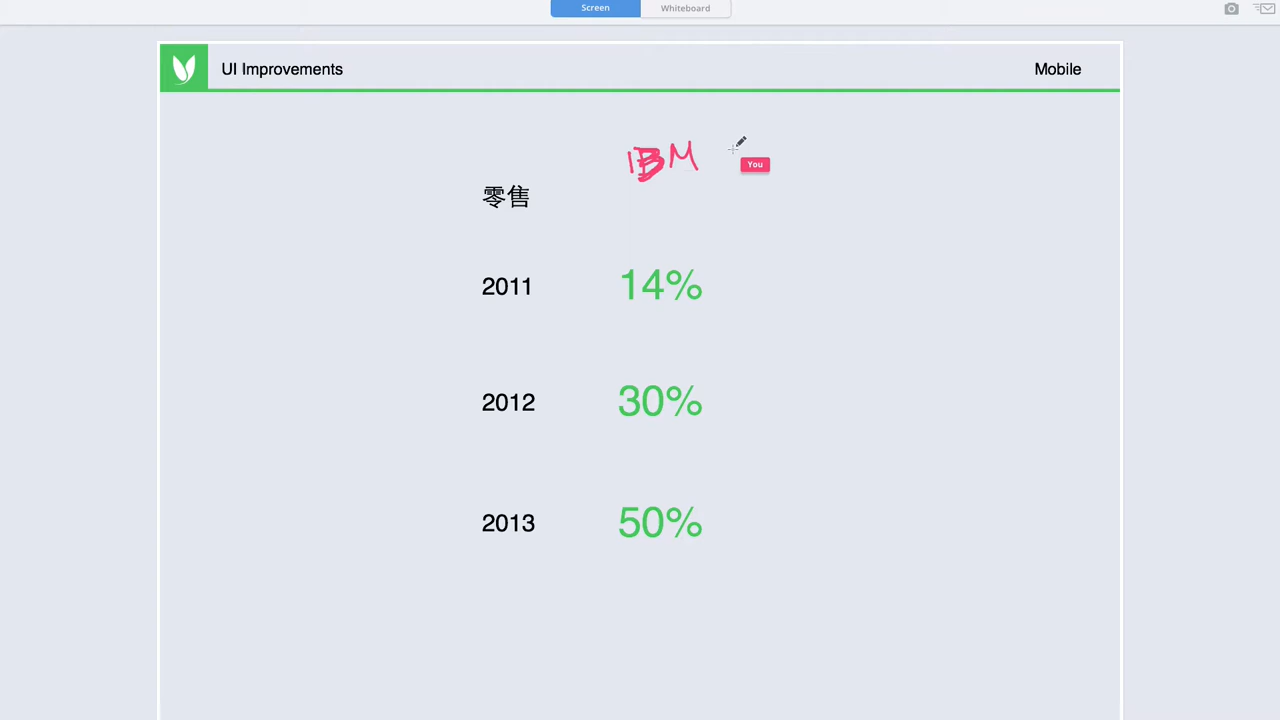 Screen Whiteboard
UI Improvements Mobile
IBM
You
零售
2011 14%
2012 30%
2013 50%